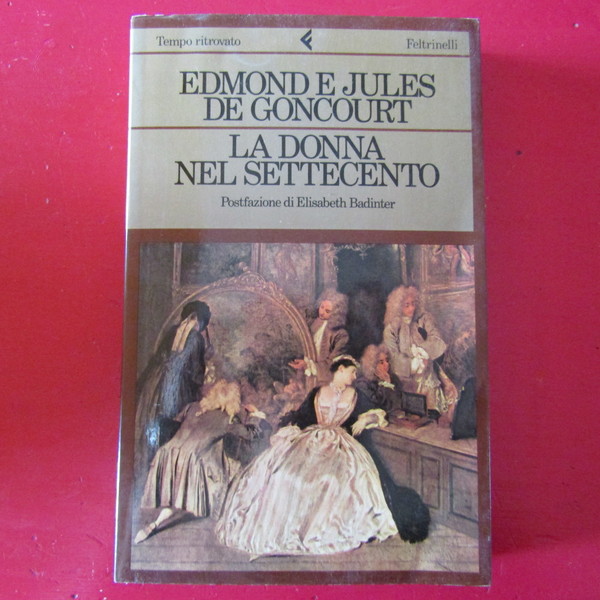 Tempo ritrovato Feltrinelli
EDMOND E JULES
DE GONCOURT
LA DONNA
NEL SETTECENTO
Postfazione di Elisabeth Badinter